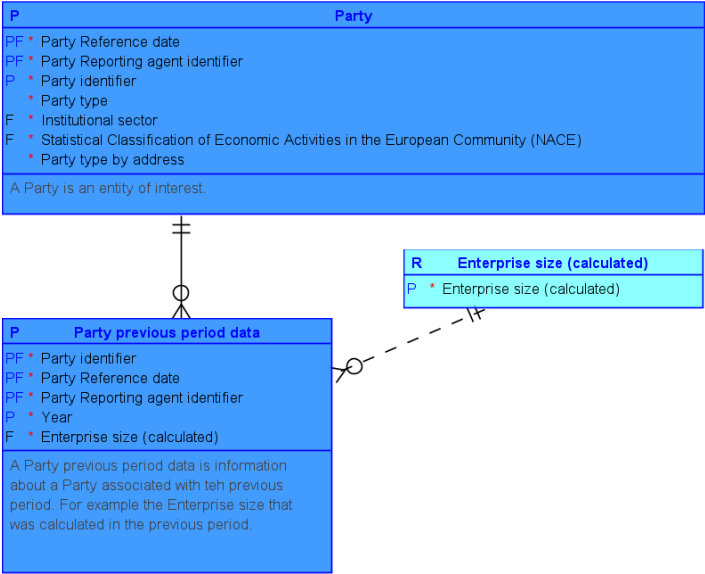 P Party
PF * Party Reference date
PF * Party Reporting agent identifier
P * Party identifier
* Party type
F * Institutional sector
F * Statistical Classification of Economic Activities in the European Community (NACE)
* Party type by address
A Party is an entity of interest.
R Enterprise size (calculated)
P * Enterprise size (calculated)
P Party previous period data
PF * Party identifier
PF * Party Reference date
PF * Party Reporting agent identifier
P * Year
F * Enterprise size (calculated)
A Party previous period data is information
about a Party associated with teh previous
period. For example the Enterprise size that
was calculated in the previous period.